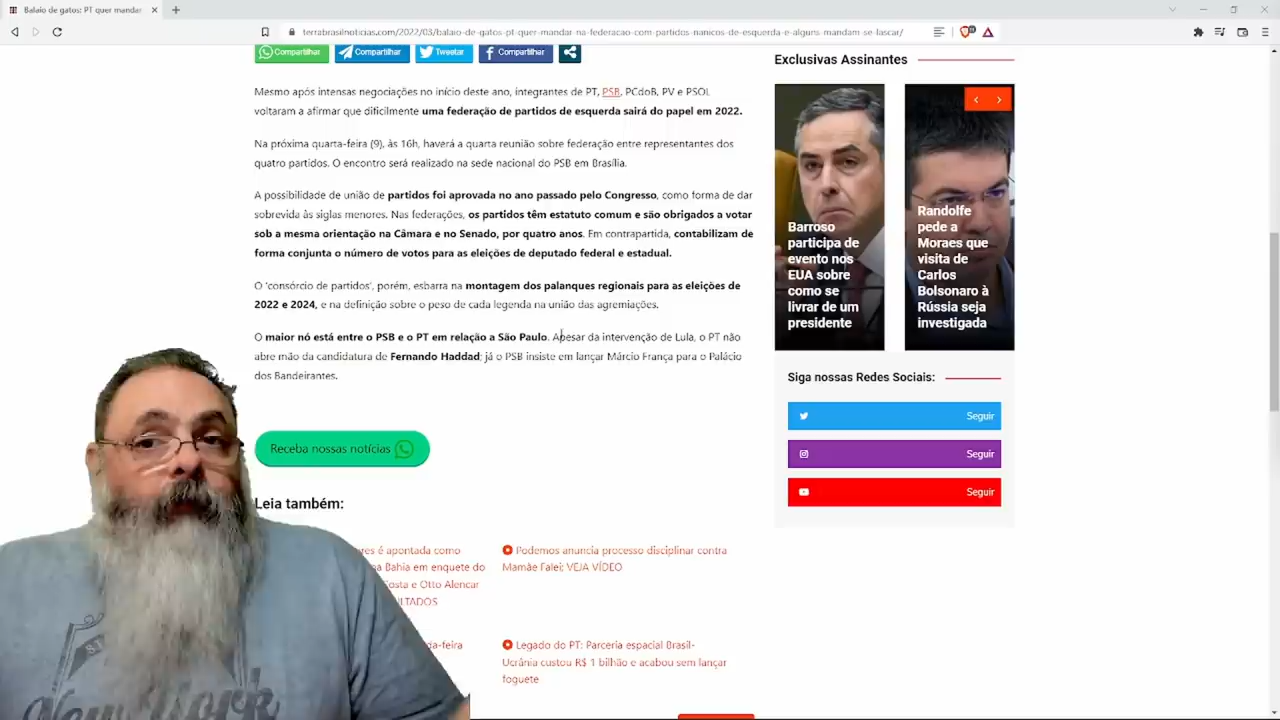 Balaio de gatos: PT quer mandar
terrabrasilnoticias.com/2022/03/balaio-de-gatos-pt-quer-mandar-na-federacao-com-partidos-nanicos-de-esquerda-e-alguns-mandam-se-lascar/
Compartilhar
Compartilhar
Tweetar
Compartilhar
Mesmo após intensas negociações no início deste ano, integrantes de PT, PSB, PCdoB, PV e PSOL
voltaram a afirmar que dificilmente uma federação de partidos de esquerda sairá do papel em 2022.
Na próxima quarta-feira (9), às 16h, haverá a quarta reunião sobre federação entre representantes dos
quatro partidos. O encontro será realizado na sede nacional do PSB em Brasília.
A possibilidade de união de partidos foi aprovada no ano passado pelo Congresso, como forma de dar
sobrevida às siglas menores. Nas federações, os partidos têm estatuto comum e são obrigados a votar
sob a mesma orientação na Câmara e no Senado, por quatro anos. Em contrapartida, contabilizam de
forma conjunta o número de votos para as eleições de deputado federal e estadual.
O 'consórcio de partidos', porém, esbarra na montagem dos palanques regionais para as eleições de
2022 e 2024, e na definição sobre o peso de cada legenda na união das agremiações.
O maior nó está entre o PSB e o PT em relação a São Paulo. Apesar da intervenção de Lula, o PT não
abre mão da candidatura de Fernando Haddad; já o PSB insiste em lançar Márcio França para o Palácio
dos Bandeirantes.
Receba nossas notícias
Leia também:
é apontada como
Bahia em enquete do
Costa e Otto Alencar
Podemos anuncia processo disciplinar contra
Mamãe Falei; VEJA VÍDEO
Legado do PT: Parceria espacial Brasil-
Ucrânia custou R$ 1 bilhão e acabou sem lançar
foguete
Exclusivas Assinantes
Barroso
participa de
evento nos
EUA sobre
como se
livrar de um
presidente
Randolfe
pede a
Moraes que
visita de
Carlos
Bolsonaro à
Rússia seja
investigada
Siga nossas Redes Sociais:
Seguir
Seguir
Seguir